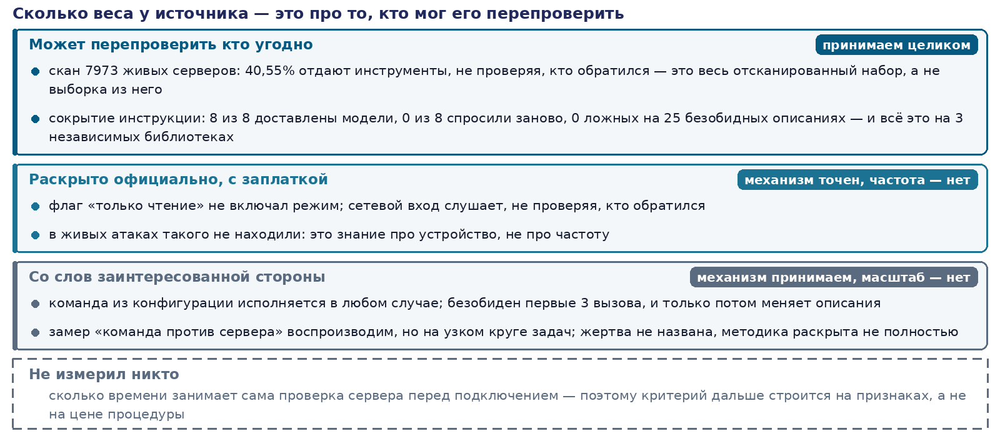 Сколько веса у источника — это про то, кто мог его перепроверить
Может перепроверить кто угодно
принимаем целиком
скан 7973 живых серверов: 40,55% отдают инструменты, не проверяя, кто обратился — это весь отсканированный набор, а не
выборка из него
сокрытие инструкции: 8 из 8 доставлены модели, 0 из 8 спросили заново, 0 ложных на 25 безобидных описаниях — и всё это на 3
независимых библиотеках
Раскрыто официально, с заплаткой
механизм точен, частота — нет
флаг «только чтение» не включал режим; сетевой вход слушает, не проверяя, кто обратился
в живых атаках такого не находили: это знание про устройство, не про частоту
Со слов заинтересованной стороны
механизм принимаем, масштаб — нет
команда из конфигурации исполняется в любом случае; безобиден первые 3 вызова, и только потом меняет описания
замер «команда против сервера» воспроизводим, но на узком круге задач; жертва не названа, методика раскрыта не полностью
Не измерил никто
сколько времени занимает сама проверка сервера перед подключением — поэтому критерий дальше строится на признаках, а не
на цене процедуры